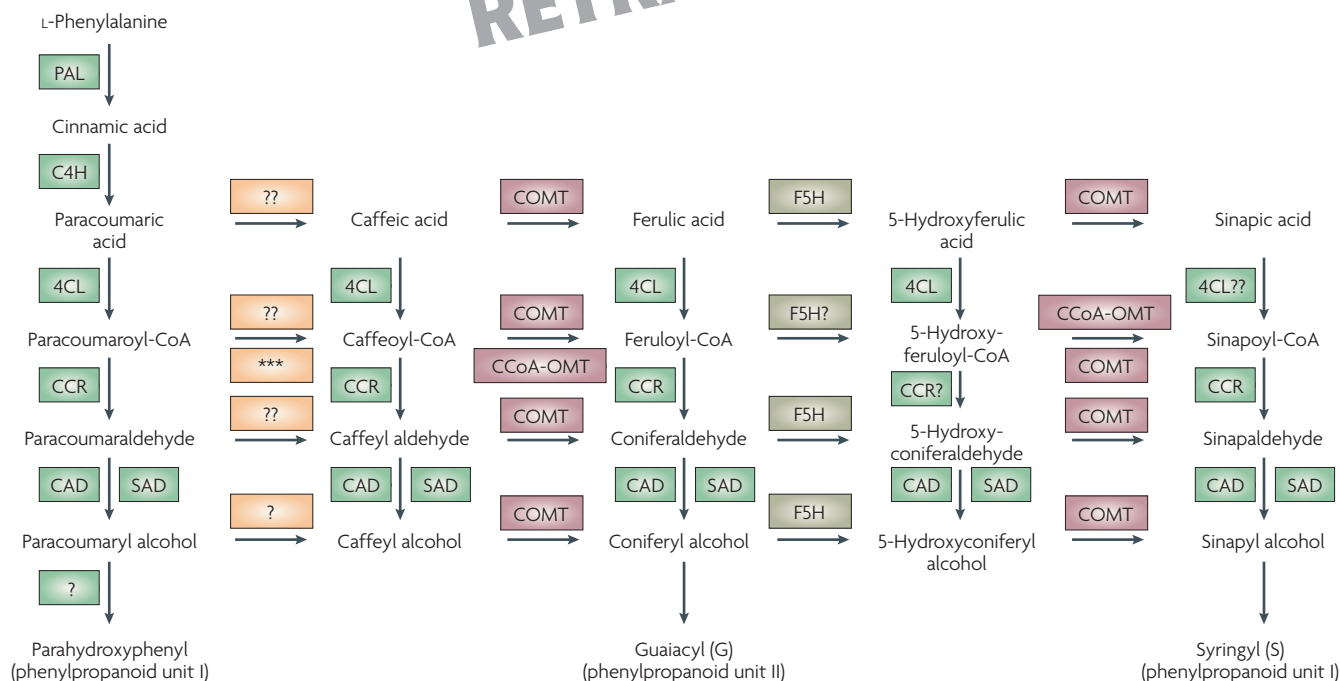 L-Phenylalanine
PAL
Cinnamic acid
C4H
?? COMT F5H COMT
Paracoumaric
acid
Caffeic acid
Ferulic acid
5-Hydroxyferulic
acid
Sinapic acid
4CL 4CL 4CL 4CL 4CL??
?? COMT F5H? CCoA-OMT
Paracoumaroyl-CoA
Caffeoyl-CoA
Feruloyl-CoA
5-Hydroxy-
feruloyl-CoA
Sinapoyl-CoA
*** CCoA-OMT COMT
CCR CCR CCR CCR? CCR
?? COMT F5H COMT
Paracoumaraldehyde
Caffeyl aldehyde
Coniferaldehyde
5-Hydroxy-
coniferaldehyde
Sinapaldehyde
CAD SAD CAD SAD CAD SAD CAD SAD CAD SAD
? COMT F5H COMT
Paracoumaryl alcohol
Caffeyl alcohol
Coniferyl alcohol
5-Hydroxyconiferyl
alcohol
Sinapyl alcohol
?
Parahydroxyphenyl
(phenylpropanoid unit I)
Guaiacyl (G)
(phenylpropanoid unit II)
Syringyl (S)
(phenylpropanoid unit I)